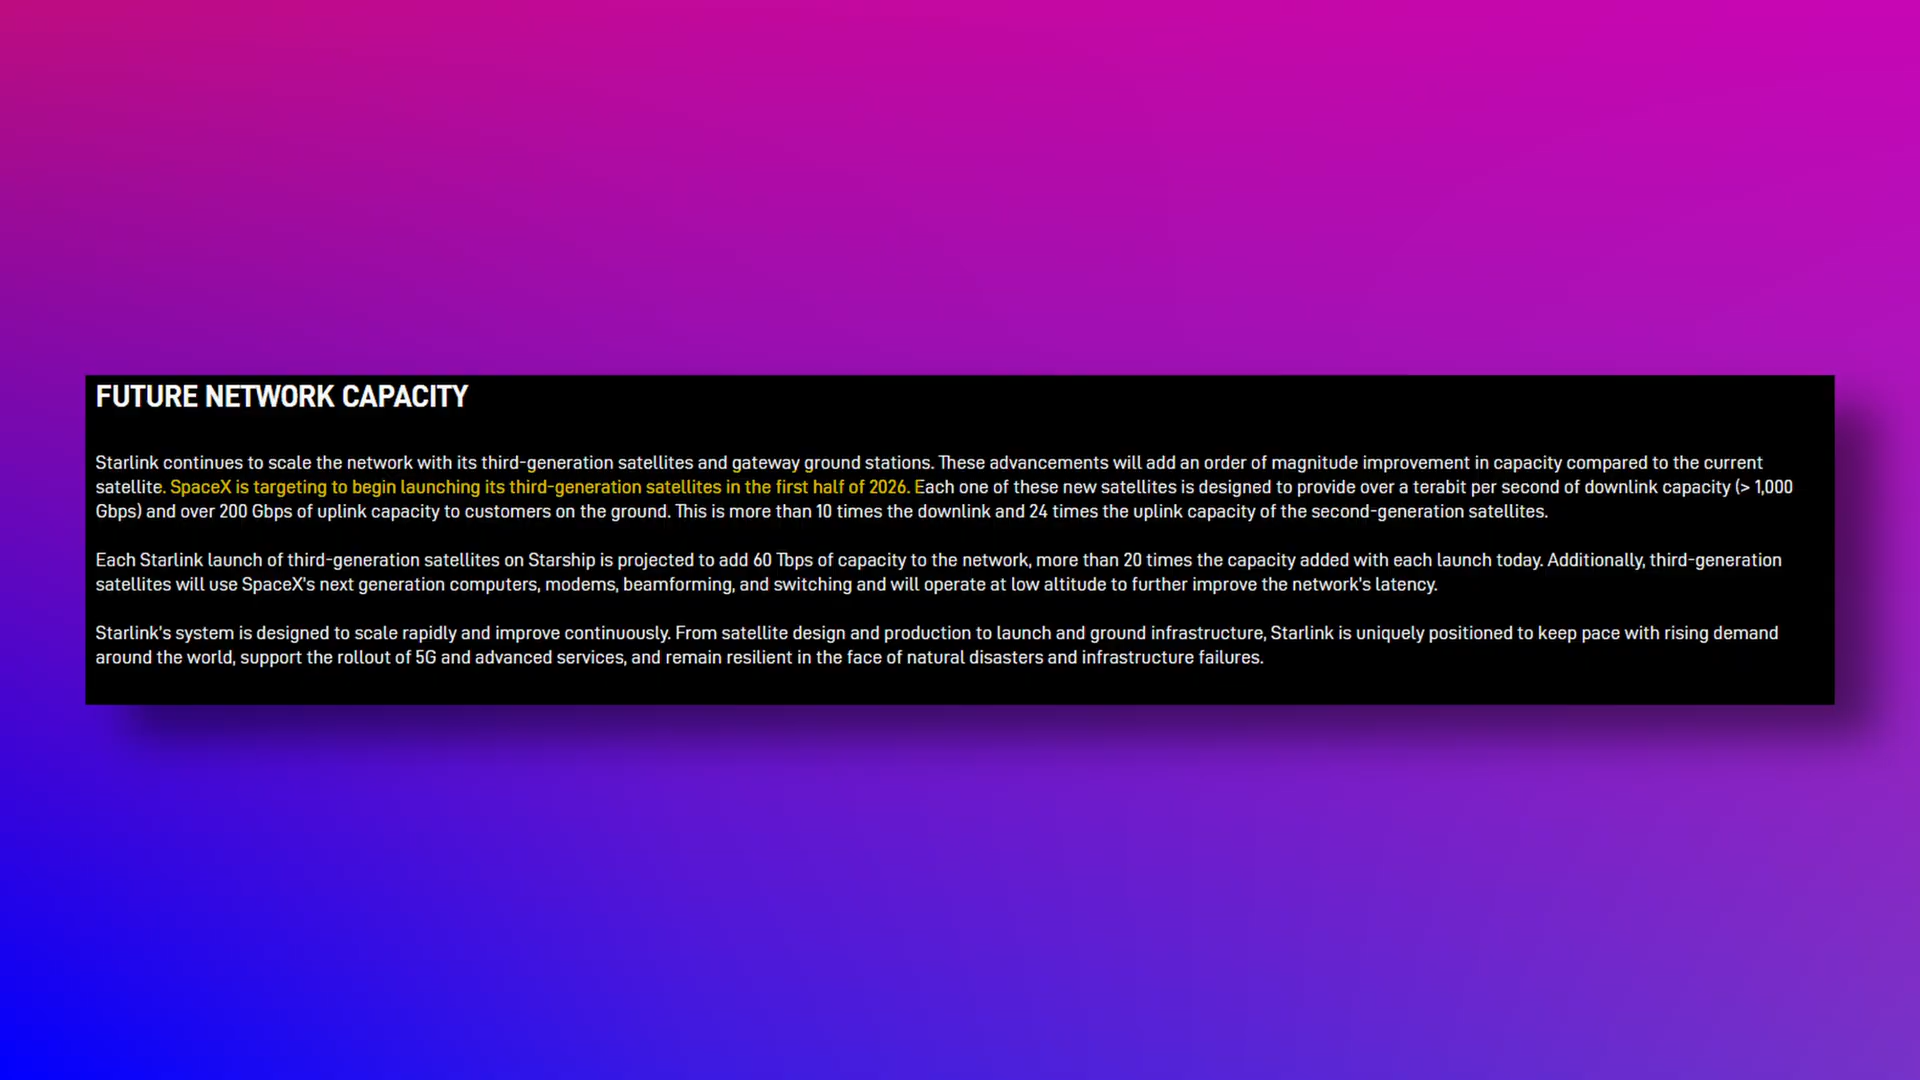 FUTURE NETWORK CAPACITY
Starlink continues to scale the network with its third-generation satellites and gateway ground stations. These advancements will add an order of magnitude improvement in capacity compared to the current
satellite. SpaceX is targeting to begin launching its third-generation satellites in the first half of 2026. Each one of these new satellites is designed to provide over a terabit per second of downlink capacity (> 1,000
Gbps) and over 200 Gbps of uplink capacity to customers on the ground. This is more than 10 times the downlink and 24 times the uplink capacity of the second-generation satellites.
Each Starlink launch of third-generation satellites on Starship is projected to add 60 Tbps of capacity to the network, more than 20 times the capacity added with each launch today. Additionally, third-generation
satellites will use SpaceX's next generation computers, modems, beamforming, and switching and will operate at low altitude to further improve the network's latency.
Starlink's system is designed to scale rapidly and improve continuously. From satellite design and production to launch and ground infrastructure, Starlink is uniquely positioned to keep pace with rising demand
around the world, support the rollout of 5G and advanced services, and remain resilient in the face of natural disasters and infrastructure failures.